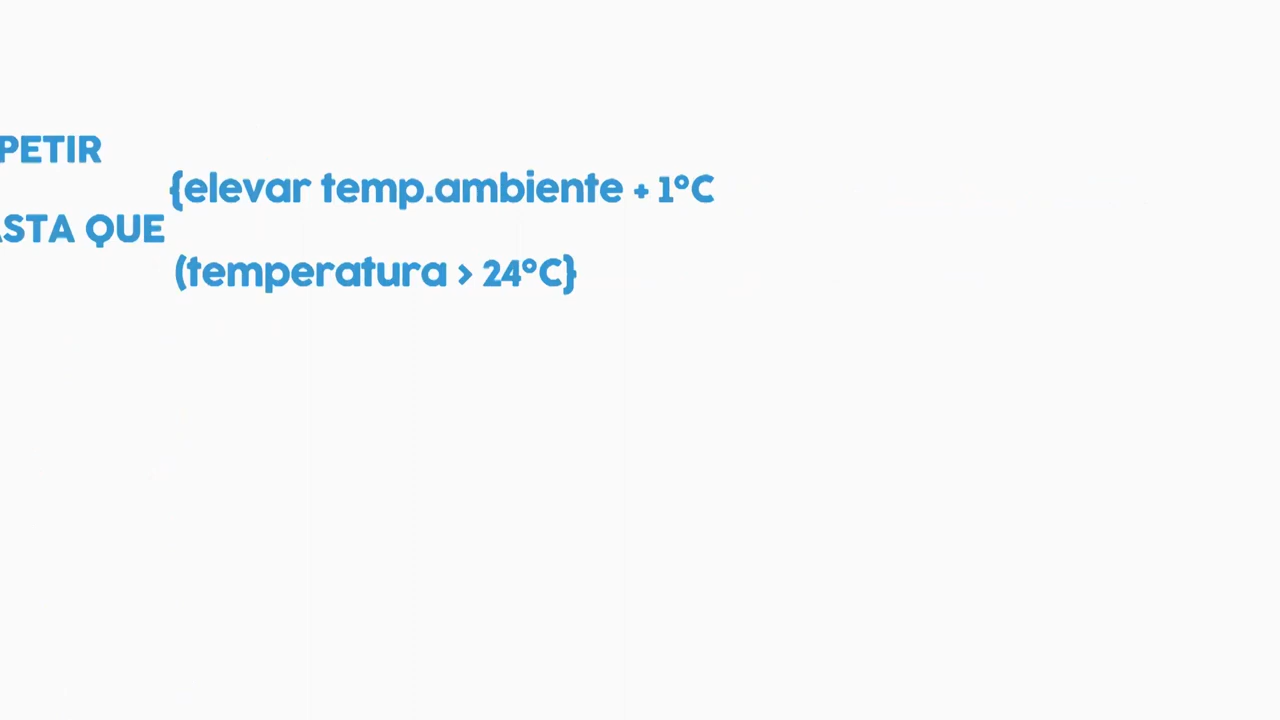 PETIR
{elevar temp.ambiente + 1°C
STA QUE
(temperatura > 24°C}